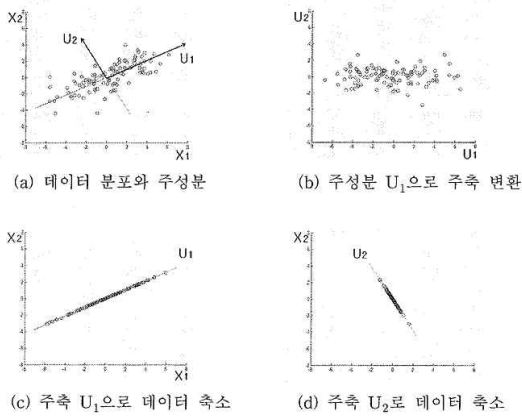 X2
U2
U1
X1
(a) 데이터 분포와 주성분
U2
U1
(b) 주성분 U1으로 주축 변환
X2
U1
X1
(c) 주축 U1으로 데이터 축소
X2
U2
(d) 주축 U2로 데이터 축소